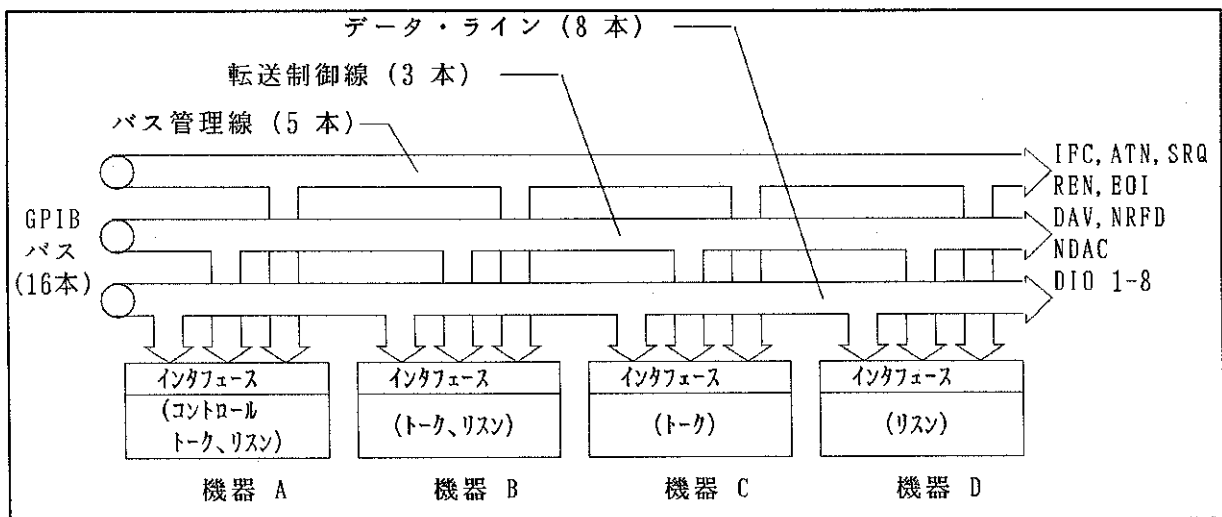 データ・ライン (8 本)
転送制御線 (3 本)
バス管理線 (5 本)
IFC, ATN, SRQ
REN, EOI
GPIB
バス
(16本)
DAV, NRFD
NDAC
DIO 1-8
インタフェース
(コントロール
トーク、リスン)
機器 A
インタフェース
(トーク、リスン)
機器 B
インタフェース
(トーク)
機器 C
インタフェース
(リスン)
機器 D